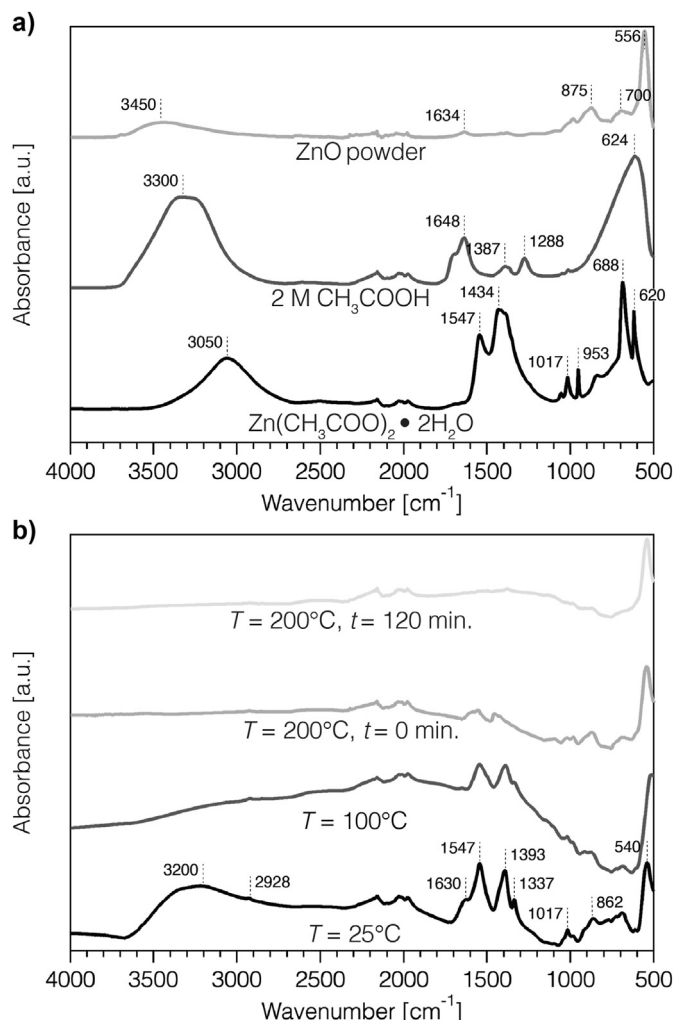 a)
556
3450
1634
875
700
ZnO powder
624
3300
1648
1387
1288
2 M CH₃COOH
688
620
1547
1434
3050
1017
953
Zn(CH₃COO)₂ • 2H₂O
Absorbance [a.u.]
4000 3500 3000 2500 2000 1500 1000 500
Wavenumber [cm⁻¹]
b)
T = 200°C, t = 120 min.
T = 200°C, t = 0 min.
T = 100°C
1547
1393
540
3200
2928
1630
1337
1017
862
T = 25°C
Absorbance [a.u.]
4000 3500 3000 2500 2000 1500 1000 500
Wavenumber [cm⁻¹]